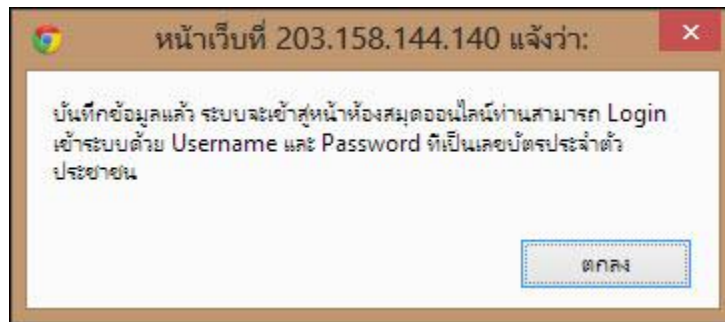 หน้าเว็บที่ 203.158.144.140 แจ้งว่า:
บันทึกข้อมูลแล้ว ระบบจะเข้าสู่หน้าห้องสมุดออนไลน์ท่านสามารถ Login
เข้าระบบด้วย Username และ Password ที่เป็นเลขบัตรประจำตัว
ประชาชน
ตกลง